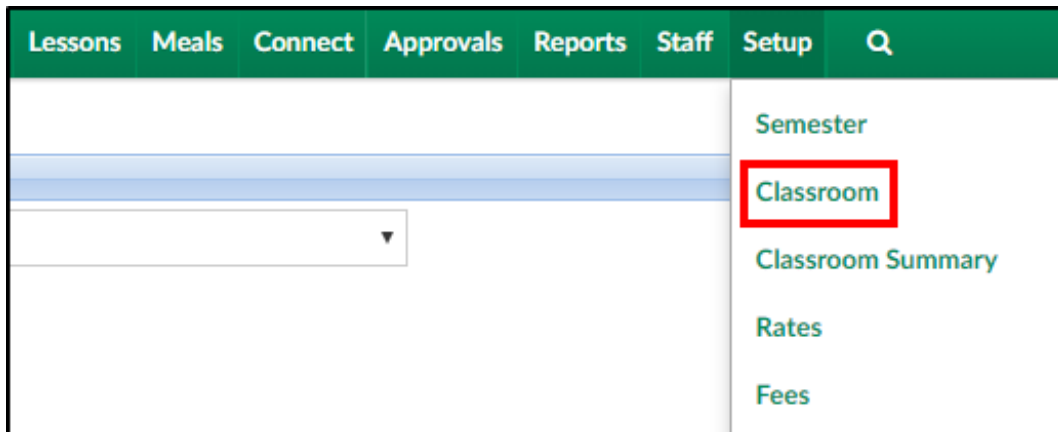 Lessons Meals Connect Approvals Reports Staff Setup
Semester
Classroom
Classroom Summary
Rates
Fees